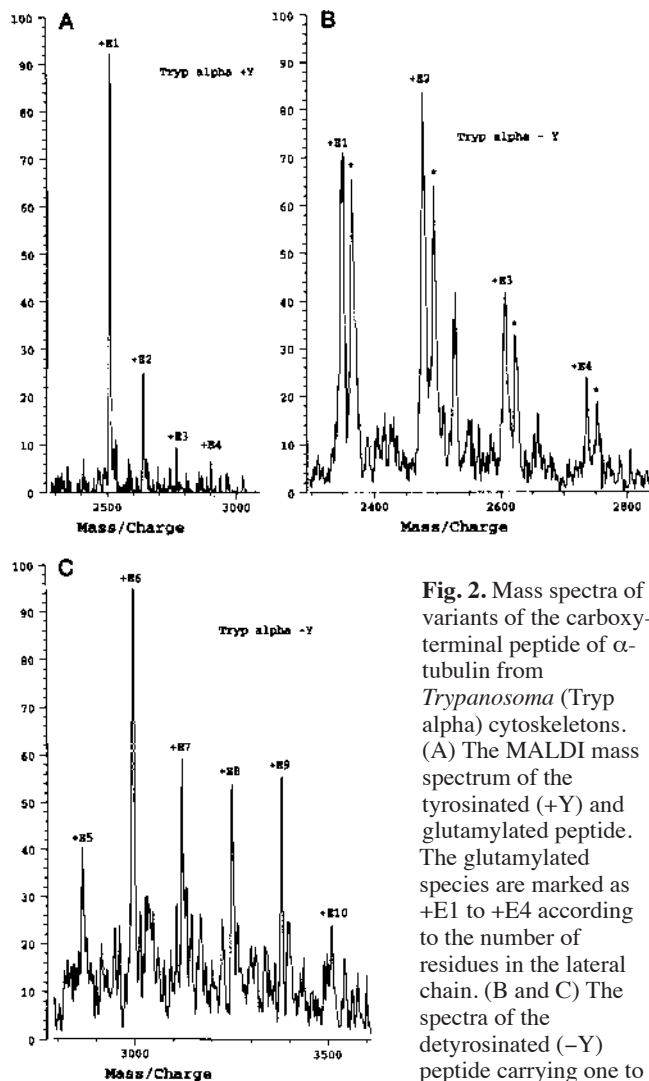 A
100
90
80
70
60
50
40
30
20
10
0
+E1
Tryp alpha +Y
+E2
+E3
+E4
2500
3000
Mass/Charge
B
100
90
80
70
60
50
40
30
20
10
0
+E1
*
+E2
*
Tryp alpha - Y
+E3
*
+E4
*
2400
2600
2800
Mass/Charge
C
100
90
80
70
60
50
40
30
20
10
0
+E6
Tryp alpha -Y
+E7
+E8
+E9
+E5
+E10
3000
3500
Mass/Charge
Fig. 2. Mass spectra of
variants of the carboxy-
terminal peptide of α-
tubulin from
Trypanosoma (Tryp
alpha) cytoskeletons.
(A) The MALDI mass
spectrum of the
tyrosinated (+Y) and
glutamylated peptide.
The glutamylated
species are marked as
+E1 to +E4 according
to the number of
residues in the lateral
chain. (B and C) The
spectra of the
detyrosinated (−Y)
peptide carrying one to